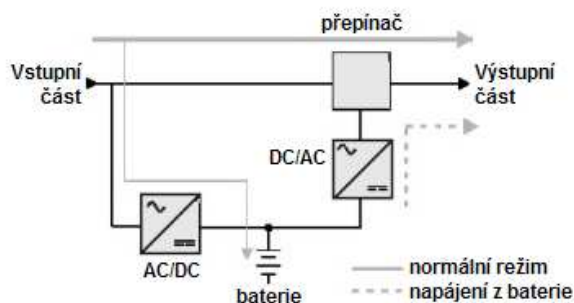 přepínač
Vstupní
část
Výstupní
část
DC/AC
AC/DC
baterie
normální režim
napájení z baterie